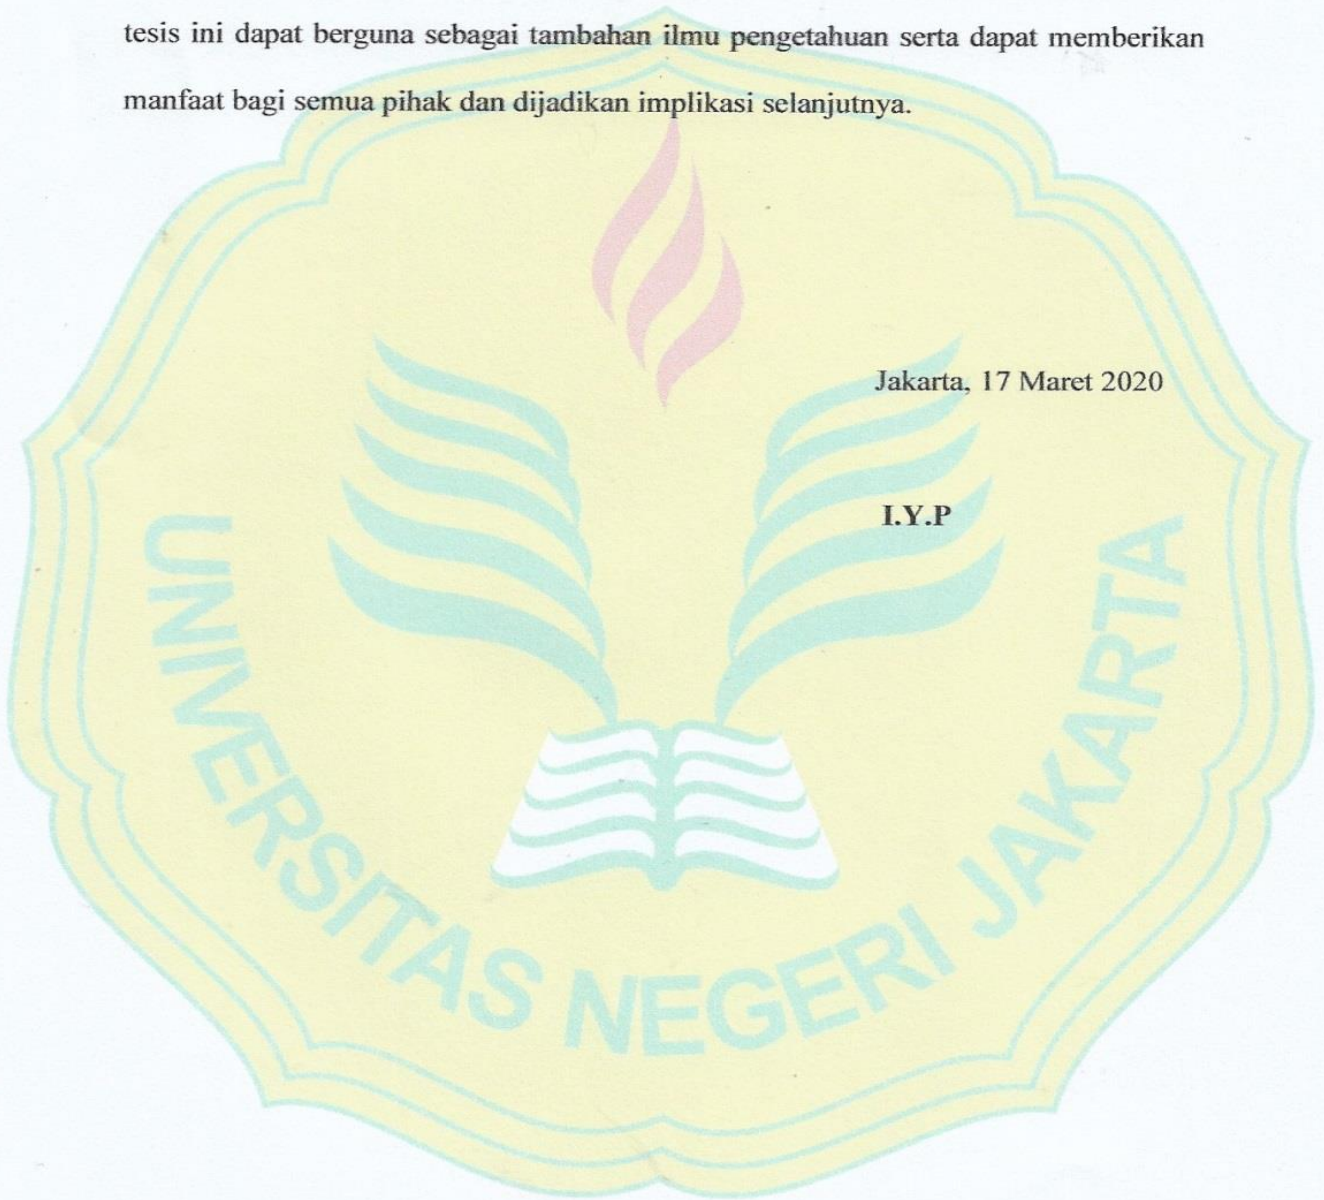 tesis ini dapat berguna sebagai tambahan ilmu pengetahuan serta dapat memberikan
manfaat bagi semua pihak dan dijadikan implikasi selanjutnya.
Jakarta, 17 Maret 2020
I.Y.P
UNIVERSITAS NEGERI JAKARTA